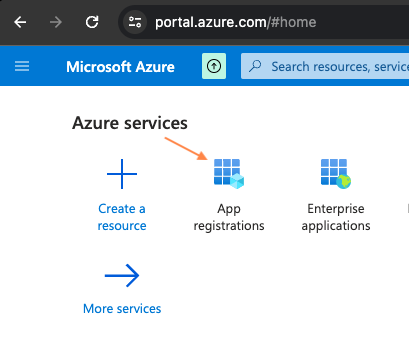 portal.azure.com/#home
Microsoft Azure
Search resources, service
Azure services
Create a
resource
App
registrations
Enterprise
applications
More services